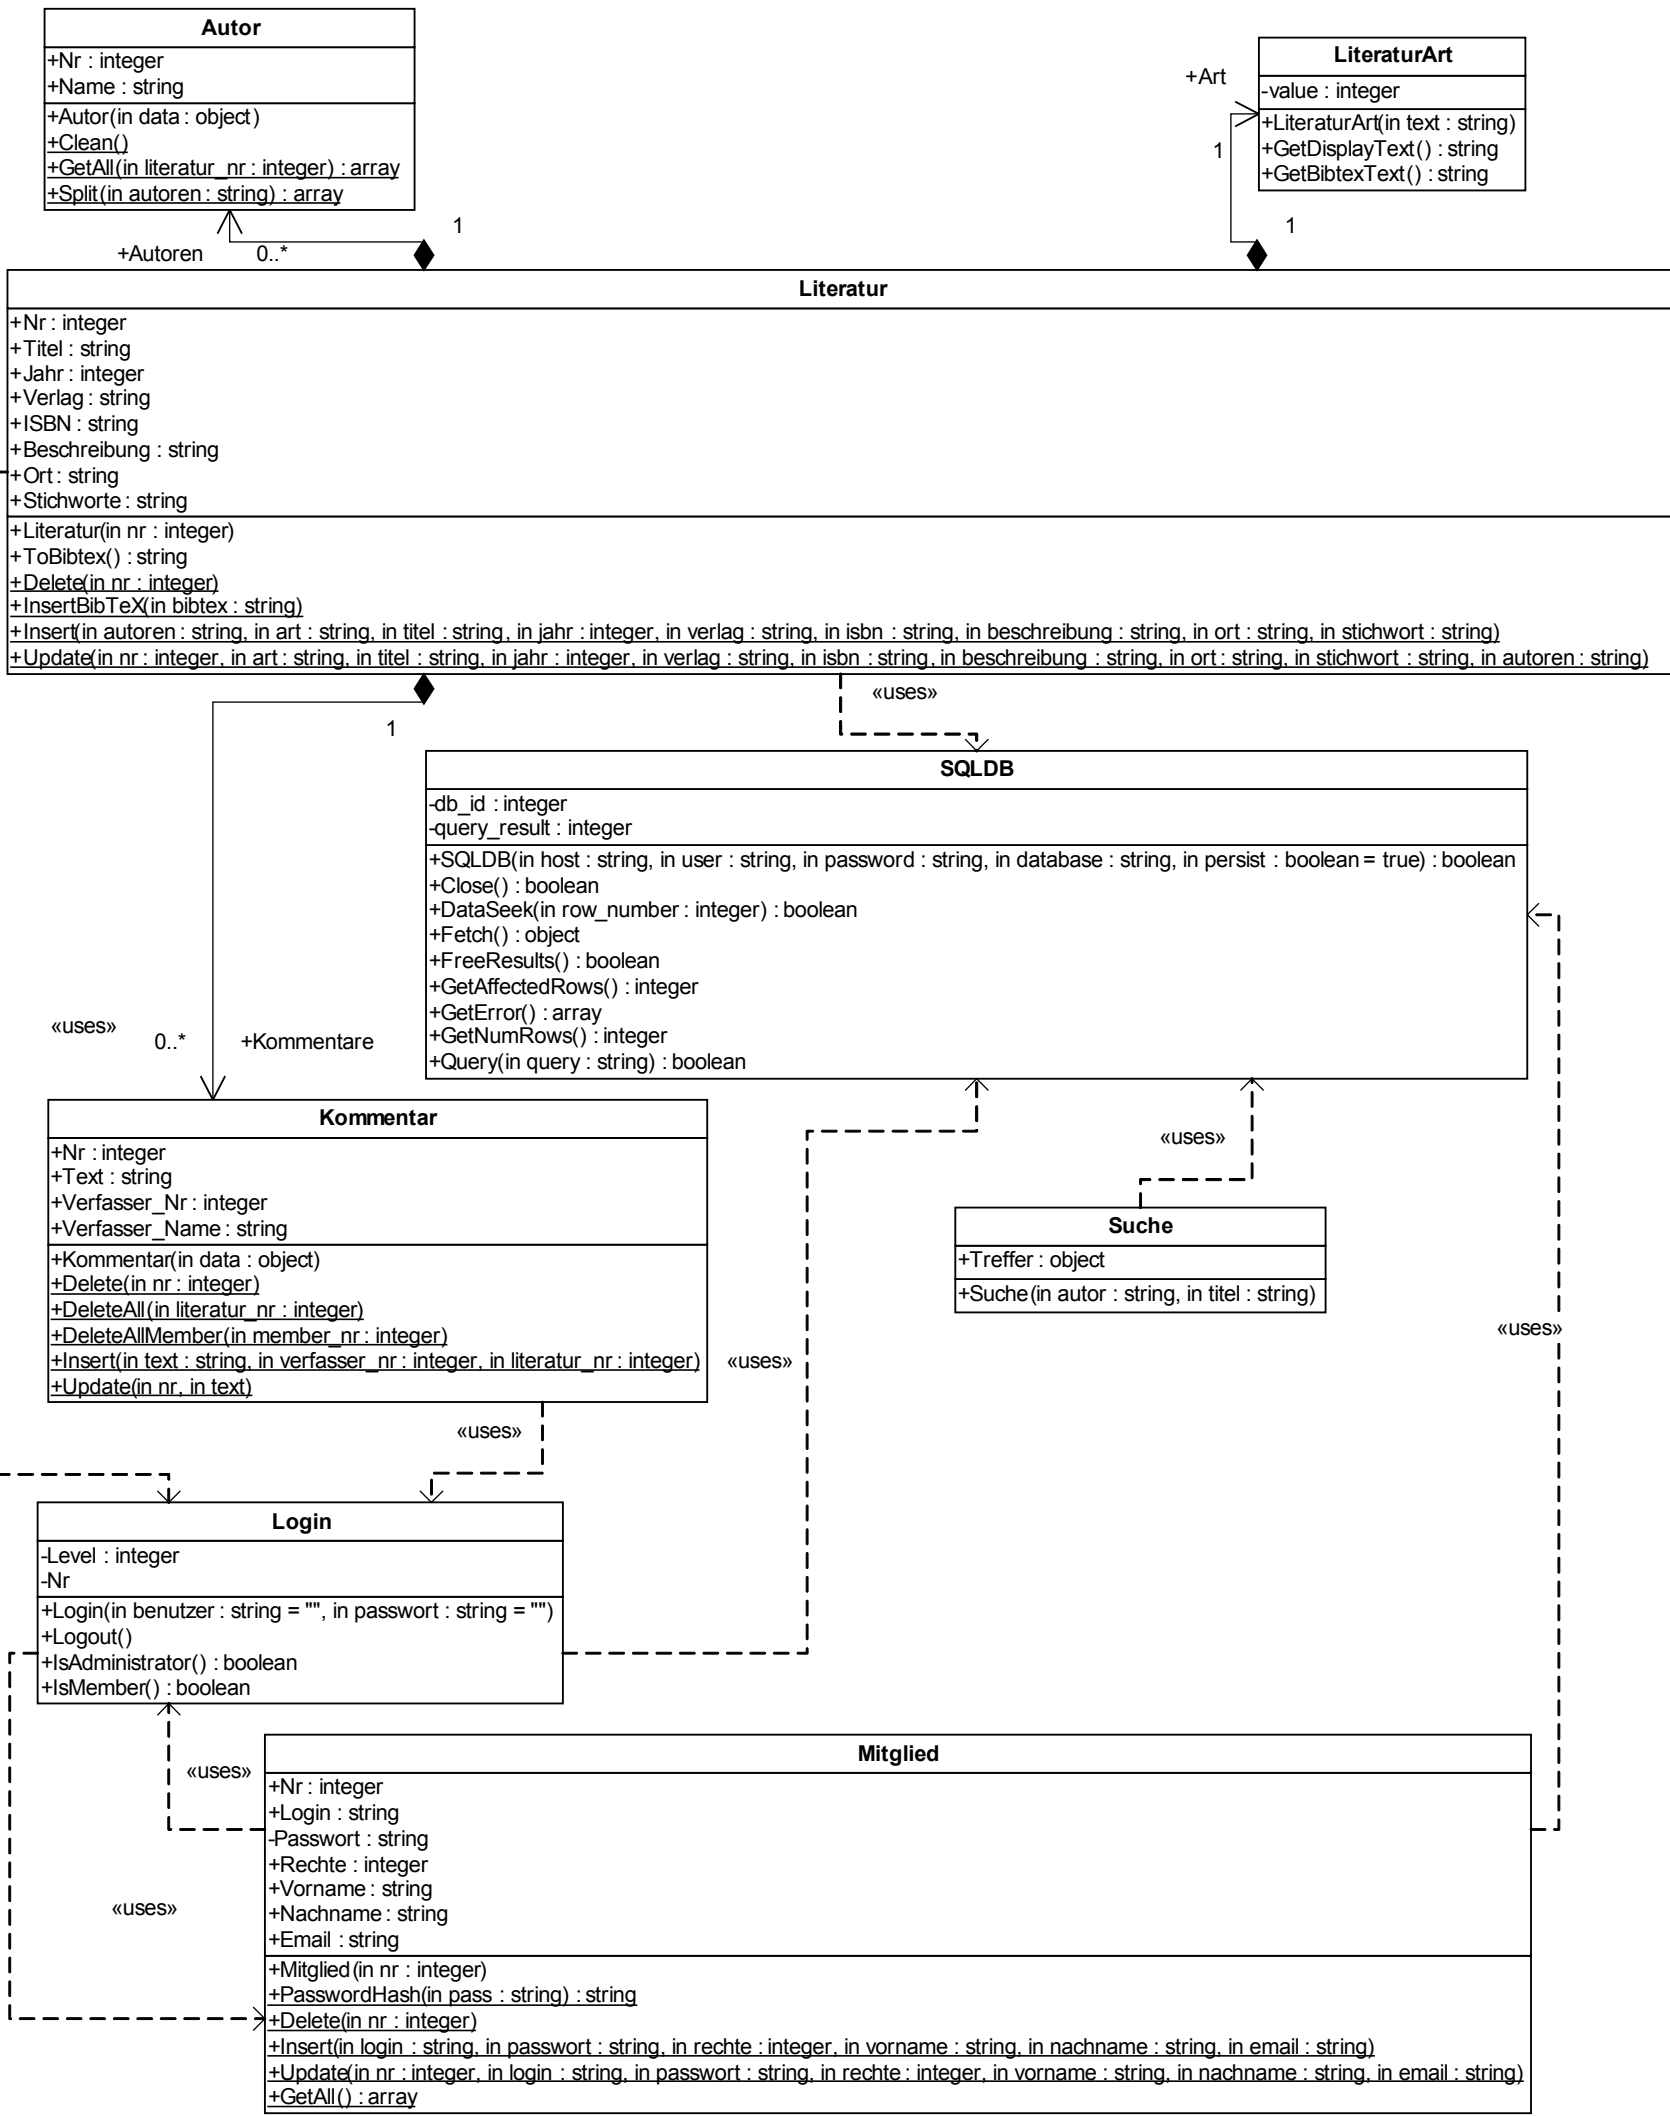 Autor
+Nr : integer
+Name : string
+Autor(in data : object)
+Clean()
+GetAll(in literatur_nr : integer) : array
+Split(in autoren : string) : array
LiteraturArt
-value : integer
+LiteraturArt(in text : string)
+GetDisplayText() : string
+GetBibtexText() : string
+Art
1
1
1
+Autoren
0..*
Literatur
+Nr : integer
+Titel : string
+Jahr : integer
+Verlag : string
+ISBN : string
+Beschreibung : string
+Ort : string
+Stichworte : string
+Literatur(in nr : integer)
+ToBibtex() : string
+Delete(in nr : integer)
+InsertBibTeX(in bibtex : string)
+Insert(in autoren : string, in art : string, in titel : string, in jahr : integer, in verlag : string, in isbn : string, in beschreibung : string, in ort : string, in stichwort : string)
+Update(in nr : integer, in art : string, in titel : string, in jahr : integer, in verlag : string, in isbn : string, in beschreibung : string, in ort : string, in stichwort : string, in autoren : string)
«uses»
1
SQLDB
-db_id : integer
-query_result : integer
+SQLDB(in host : string, in user : string, in password : string, in database : string, in persist : boolean = true) : boolean
+Close() : boolean
+DataSeek(in row_number : integer) : boolean
+Fetch() : object
+FreeResults() : boolean
+GetAffectedRows() : integer
+GetError() : array
+GetNumRows() : integer
+Query(in query : string) : boolean
«uses»
0..*
+Kommentare
Kommentar
+Nr : integer
+Text : string
+Verfasser_Nr : integer
+Verfasser_Name : string
+Kommentar(in data : object)
+Delete(in nr : integer)
+DeleteAll(in literatur_nr : integer)
+DeleteAllMember(in member_nr : integer)
+Insert(in text : string, in verfasser_nr : integer, in literatur_nr : integer)
+Update(in nr, in text)
«uses»
Suche
+Treffer : object
+Suche(in autor : string, in titel : string)
«uses»
«uses»
«uses»
Login
-Level : integer
-Nr
+Login(in benutzer : string = "", in passwort : string = "")
+Logout()
+IsAdministrator() : boolean
+IsMember() : boolean
«uses»
«uses»
Mitglied
+Nr : integer
+Login : string
-Passwort : string
+Rechte : integer
+Vorname : string
+Nachname : string
+Email : string
+Mitglied(in nr : integer)
+PasswordHash(in pass : string) : string
+Delete(in nr : integer)
+Insert(in login : string, in passwort : string, in rechte : integer, in vorname : string, in nachname : string, in email : string)
+Update(in nr : integer, in login : string, in passwort : string, in rechte : integer, in vorname : string, in nachname : string, in email : string)
+GetAll() : array